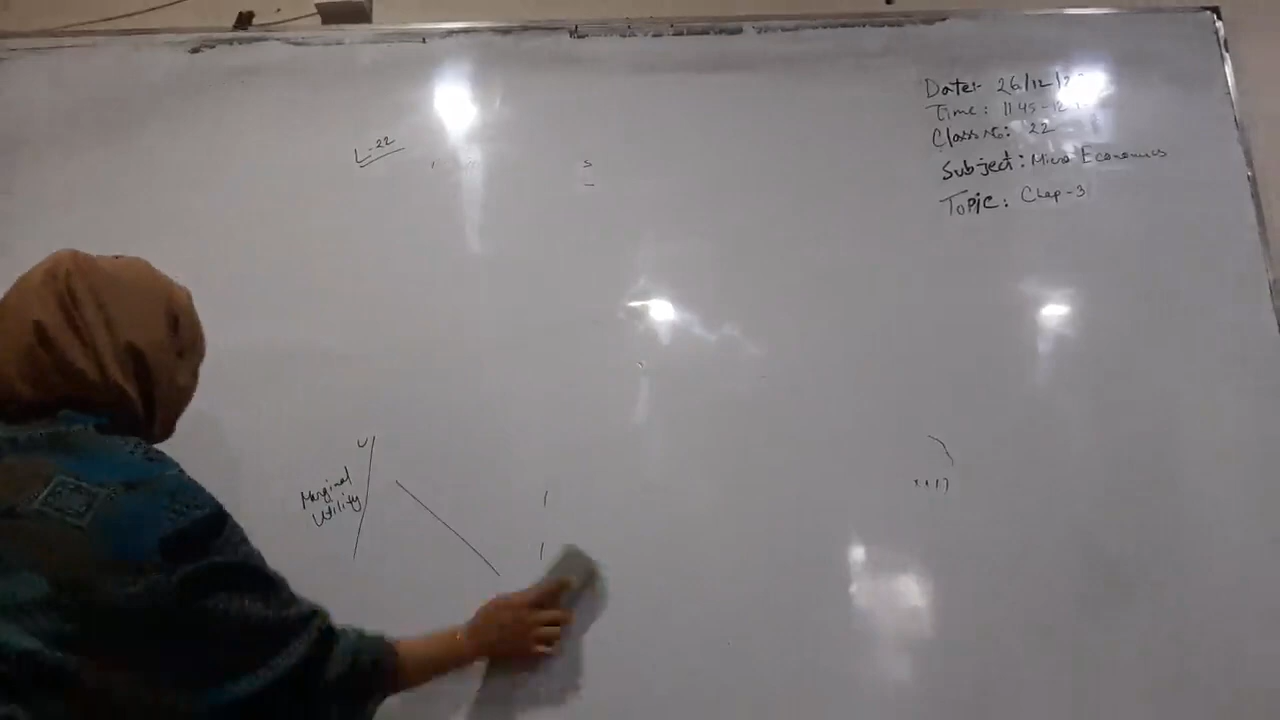 Date:- 26/12/
Time: 11 45 - 12
Class No: 22
Subject: Micro Economics
Topic: Chap-3
L-22
s
U
Marginal
Utility